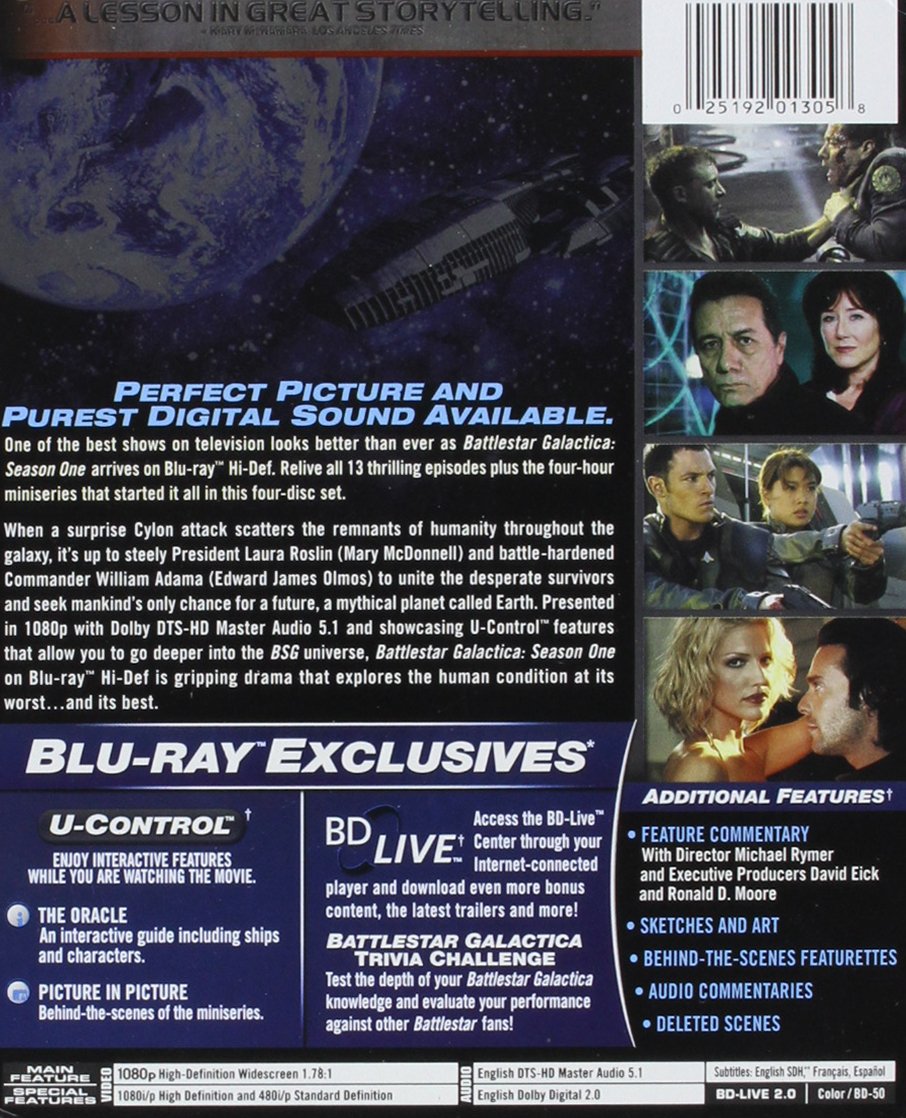 "...A LESSON IN GREAT STORYTELLING."
– MARY MCNAMARA, LOS ANGELES TIMES
0 25192 01305 8
PERFECT PICTURE AND
PUREST DIGITAL SOUND AVAILABLE.
One of the best shows on television looks better than ever as Battlestar Galactica:
Season One arrives on Blu-ray™ Hi-Def. Relive all 13 thrilling episodes plus the four-hour
miniseries that started it all in this four-disc set.
When a surprise Cylon attack scatters the remnants of humanity throughout the
galaxy, it's up to steely President Laura Roslin (Mary McDonnell) and battle-hardened
Commander William Adama (Edward James Olmos) to unite the desperate survivors
and seek mankind's only chance for a future, a mythical planet called Earth. Presented
in 1080p with Dolby DTS-HD Master Audio 5.1 and showcasing U-Control™ features
that allow you to go deeper into the BSG universe, Battlestar Galactica: Season One
on Blu-ray™ Hi-Def is gripping drama that explores the human condition at its
worst...and its best.
BLU-RAY™ EXCLUSIVES*
U-CONTROL™ †
ENJOY INTERACTIVE FEATURES
WHILE YOU ARE WATCHING THE MOVIE.
THE ORACLE
An interactive guide including ships
and characters.
PICTURE IN PICTURE
Behind-the-scenes of the miniseries.
BD LIVE™†
Access the BD-Live™
Center through your
Internet-connected
player and download even more bonus
content, the latest trailers and more!
BATTLESTAR GALACTICA
TRIVIA CHALLENGE
Test the depth of your Battlestar Galactica
knowledge and evaluate your performance
against other Battlestar fans!
ADDITIONAL FEATURES†
• FEATURE COMMENTARY
With Director Michael Rymer
and Executive Producers David Eick
and Ronald D. Moore
• SKETCHES AND ART
• BEHIND-THE-SCENES FEATURETTES
• AUDIO COMMENTARIES
• DELETED SCENES
MAIN FEATURE
SPECIAL FEATURES
VIDEO
1080p High-Definition Widescreen 1.78:1
1080i/p High Definition and 480i/p Standard Definition
AUDIO
English DTS-HD Master Audio 5.1
English Dolby Digital 2.0
Subtitles: English SDH,** Français, Español
BD-LIVE 2.0 | Color/BD-50